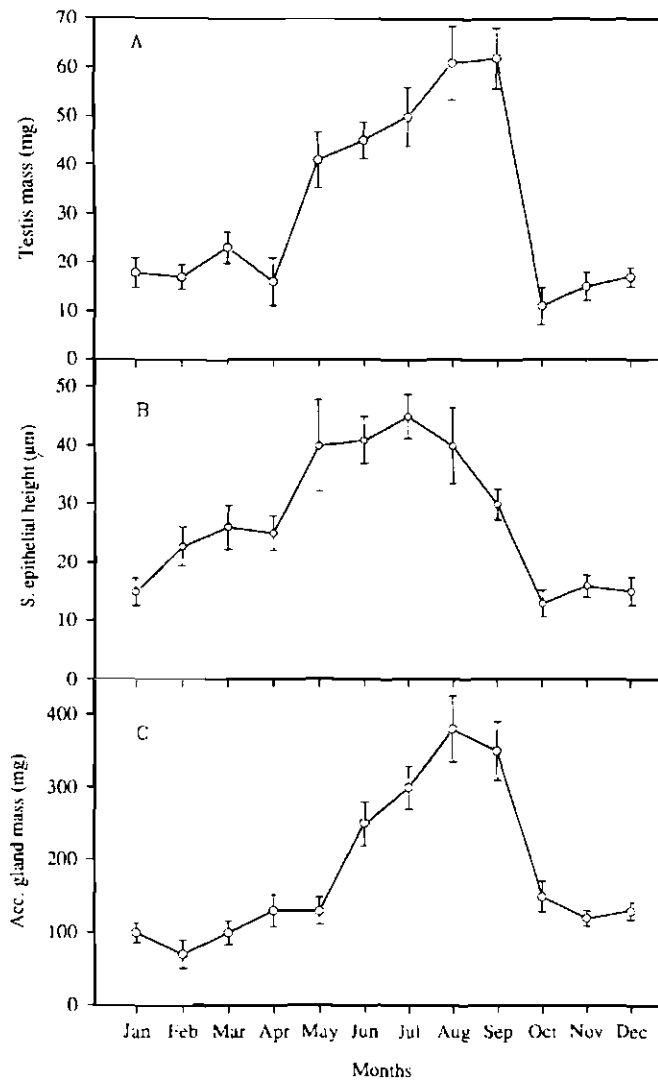 A
Testis mass (mg)
70
60
50
40
30
20
10
0
B
S. epithelial height (µm)
50
40
30
20
10
0
C
Acc. gland mass (mg)
400
300
200
100
0
Jan Feb Mar Apr May Jun Jul Aug Sep Oct Nov Dec
Months